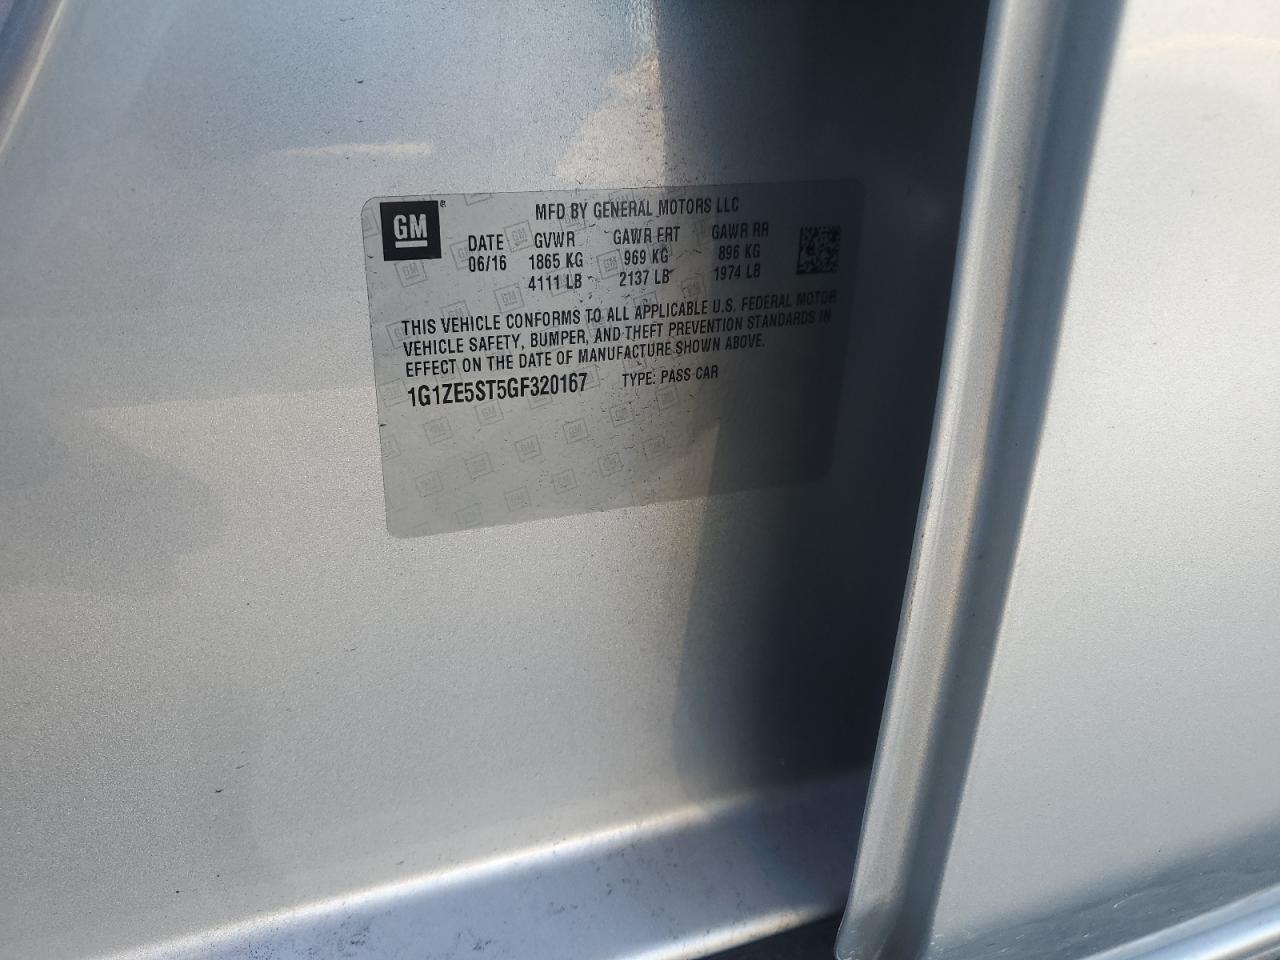 GM
MFD BY GENERAL MOTORS LLC
DATE GVWR GAWR FRT GAWR RR
06/16 1865 KG 969 KG 896 KG
4111 LB 2137 LB 1974 LB
THIS VEHICLE CONFORMS TO ALL APPLICABLE U.S. FEDERAL MOTOR
VEHICLE SAFETY, BUMPER, AND THEFT PREVENTION STANDARDS IN
EFFECT ON THE DATE OF MANUFACTURE SHOWN ABOVE.
1G1ZE5ST5GF320167 TYPE: PASS CAR